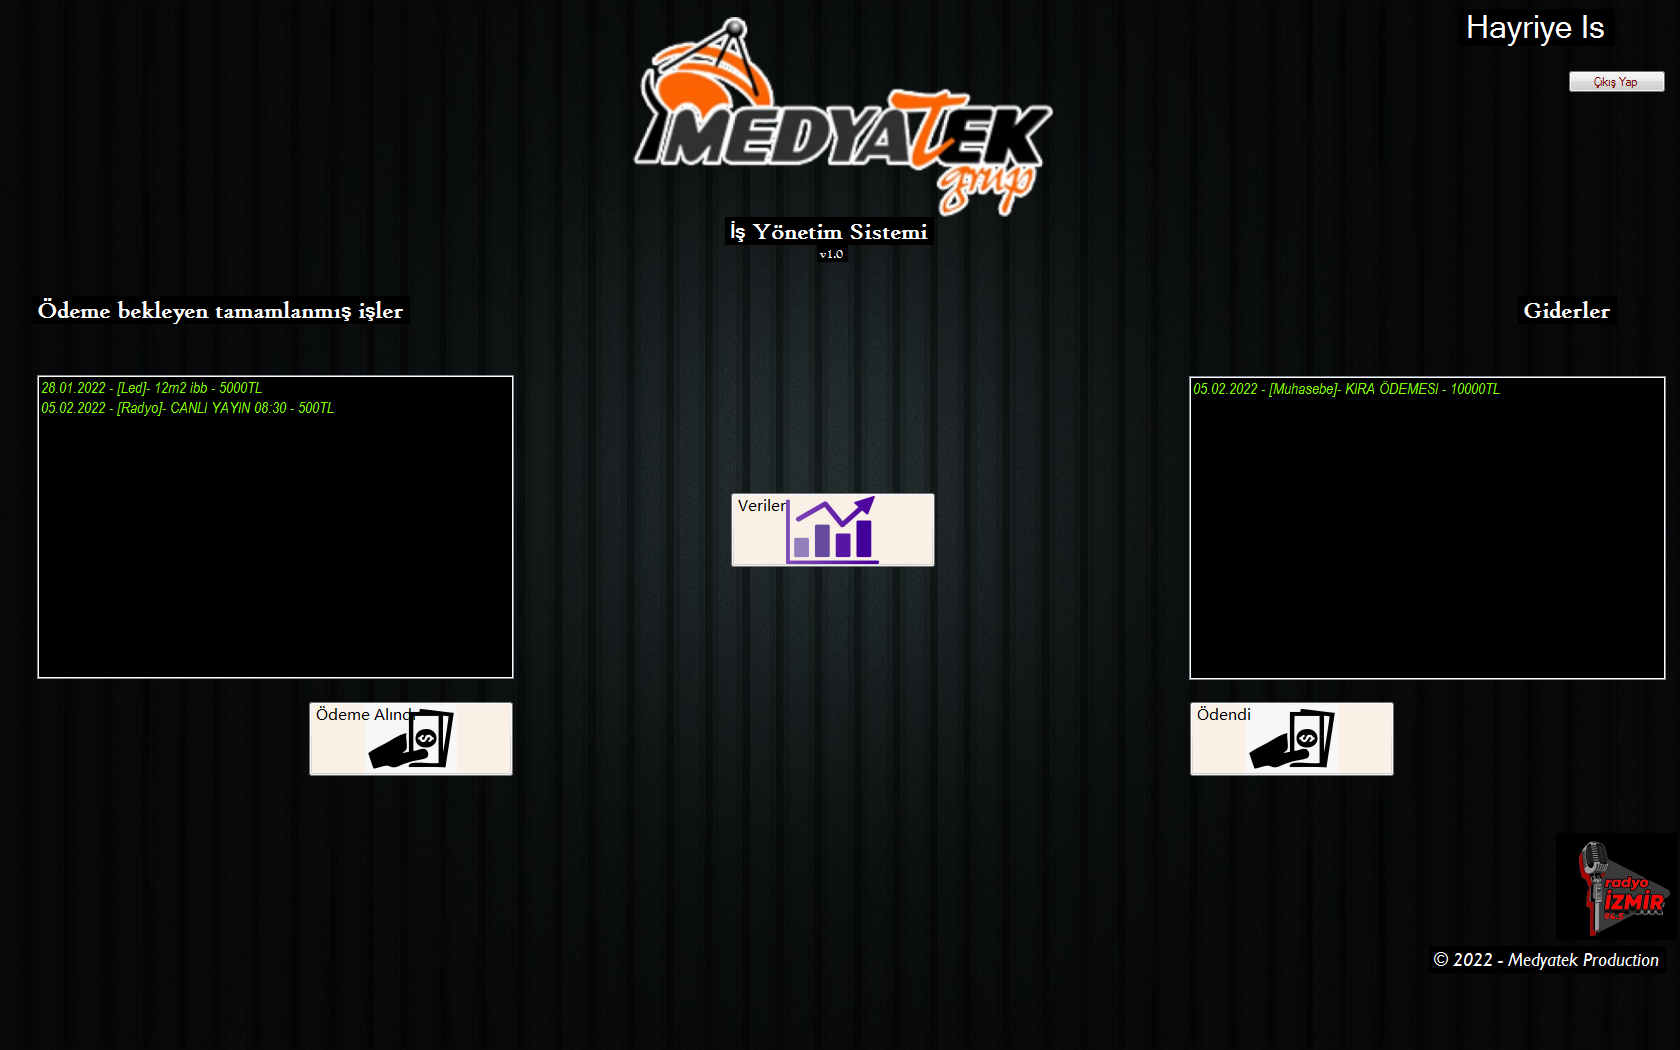 Hayriye Is
Çıkış Yap
MEDYATEK
grup
İş Yönetim Sistemi
v1.0
Ödeme bekleyen tamamlanmış işler
Giderler
28.01.2022 - [Led]- 12m2 ibb - 5000TL
05.02.2022 - [Radyo]- CANLI YAYIN 08:30 - 500TL
05.02.2022 - [Muhasebe]- KIRA ÖDEMESI - 10000TL
Veriler
Ödeme Alındı
Ödendi
radyo
İZMİR
96.5
© 2022 - Medyatek Production